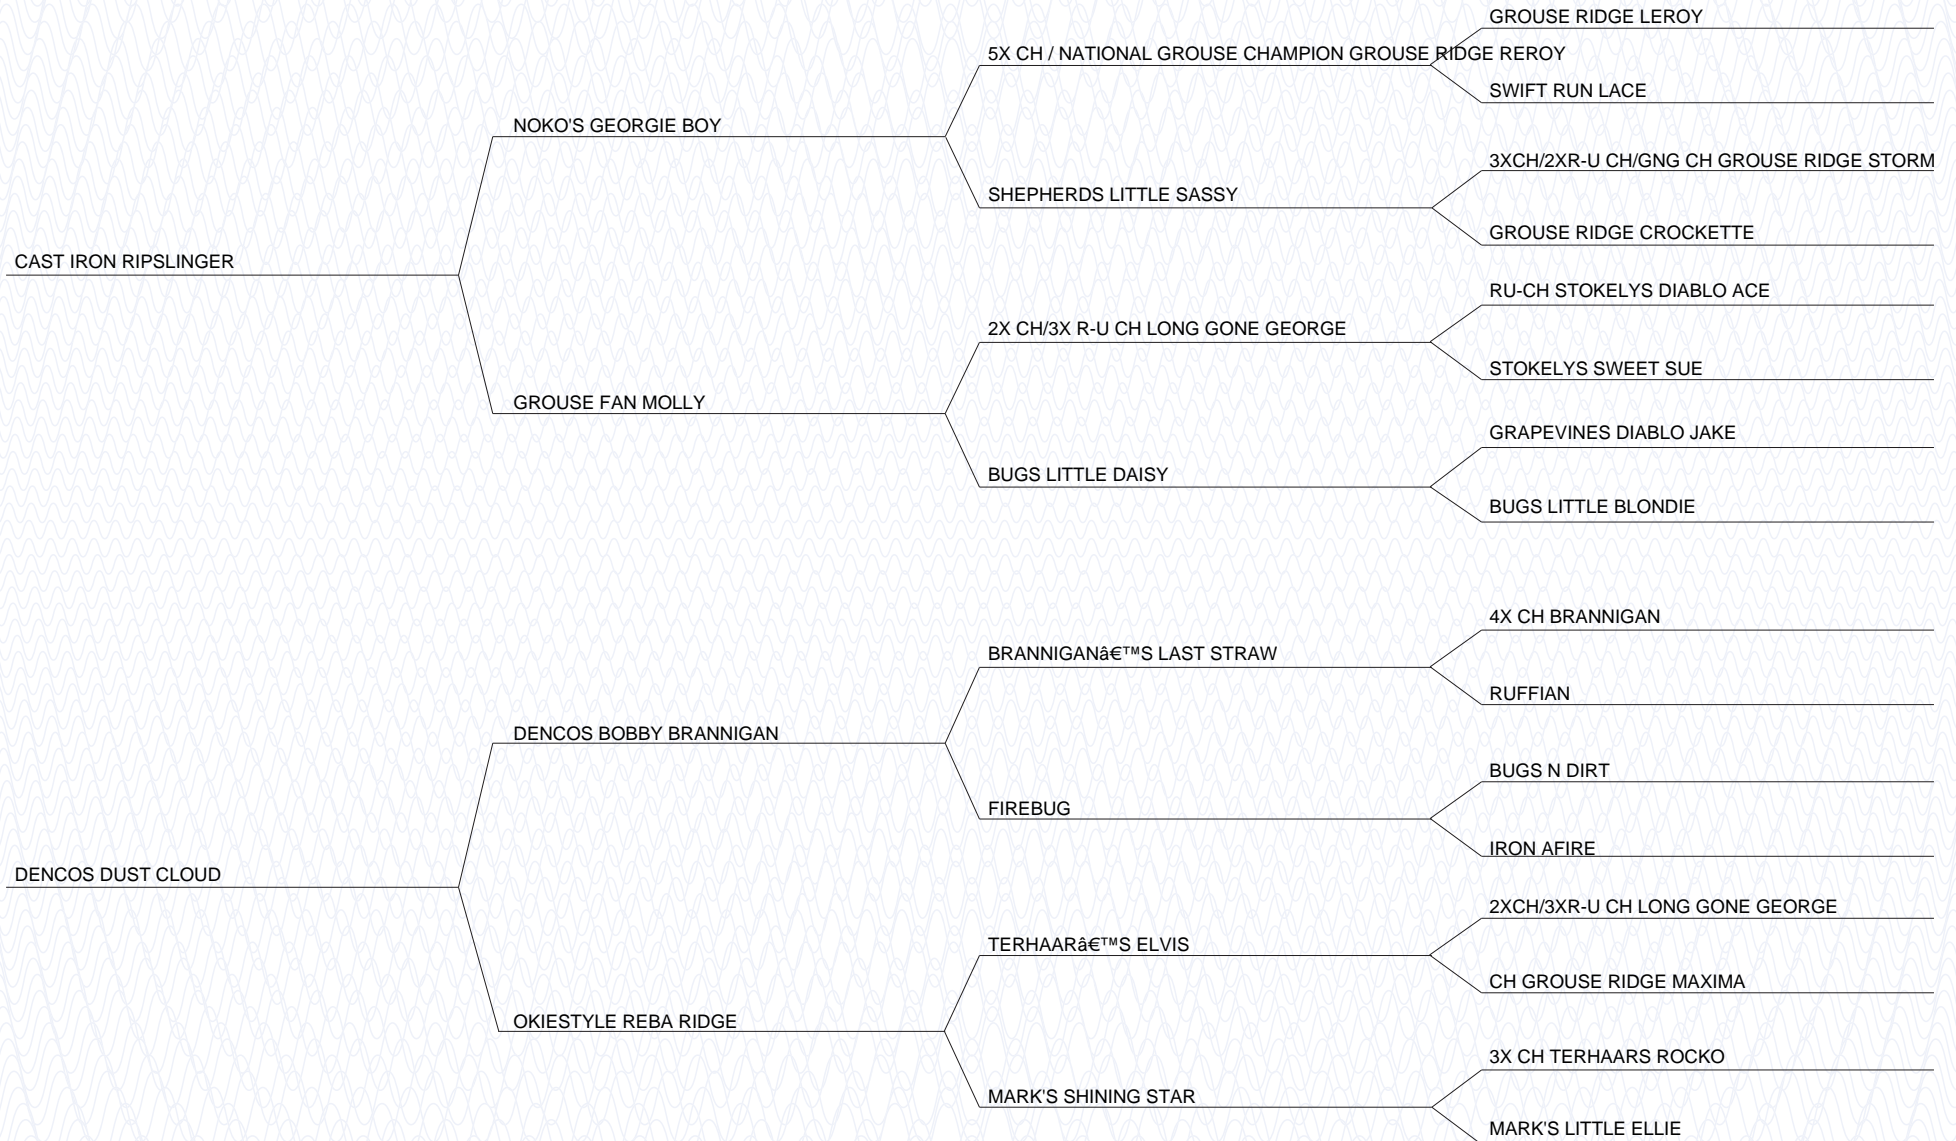 GROUSE RIDGE LEROY
5X CH / NATIONAL GROUSE CHAMPION GROUSE RIDGE REROY
SWIFT RUN LACE
NOKO'S GEORGIE BOY
3XCH/2XR-U CH/GNG CH GROUSE RIDGE STORM
SHEPHERDS LITTLE SASSY
GROUSE RIDGE CROCKETTE
CAST IRON RIPSLINGER
RU-CH STOKELYS DIABLO ACE
2X CH/3X R-U CH LONG GONE GEORGE
STOKELYS SWEET SUE
GROUSE FAN MOLLY
GRAPEVINES DIABLO JAKE
BUGS LITTLE DAISY
BUGS LITTLE BLONDIE
4X CH BRANNIGAN
BRANNIGANâ€™S LAST STRAW
RUFFIAN
DENCOS BOBBY BRANNIGAN
BUGS N DIRT
FIREBUG
IRON AFIRE
DENCOS DUST CLOUD
2XCH/3XR-U CH LONG GONE GEORGE
TERHAARâ€™S ELVIS
CH GROUSE RIDGE MAXIMA
OKIESTYLE REBA RIDGE
3X CH TERHAARS ROCKO
MARK'S SHINING STAR
MARK'S LITTLE ELLIE